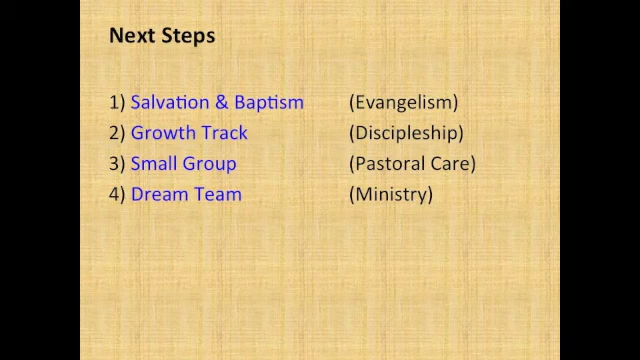 Next Steps
1) Salvation & Baptism (Evangelism)
2) Growth Track (Discipleship)
3) Small Group (Pastoral Care)
4) Dream Team (Ministry)